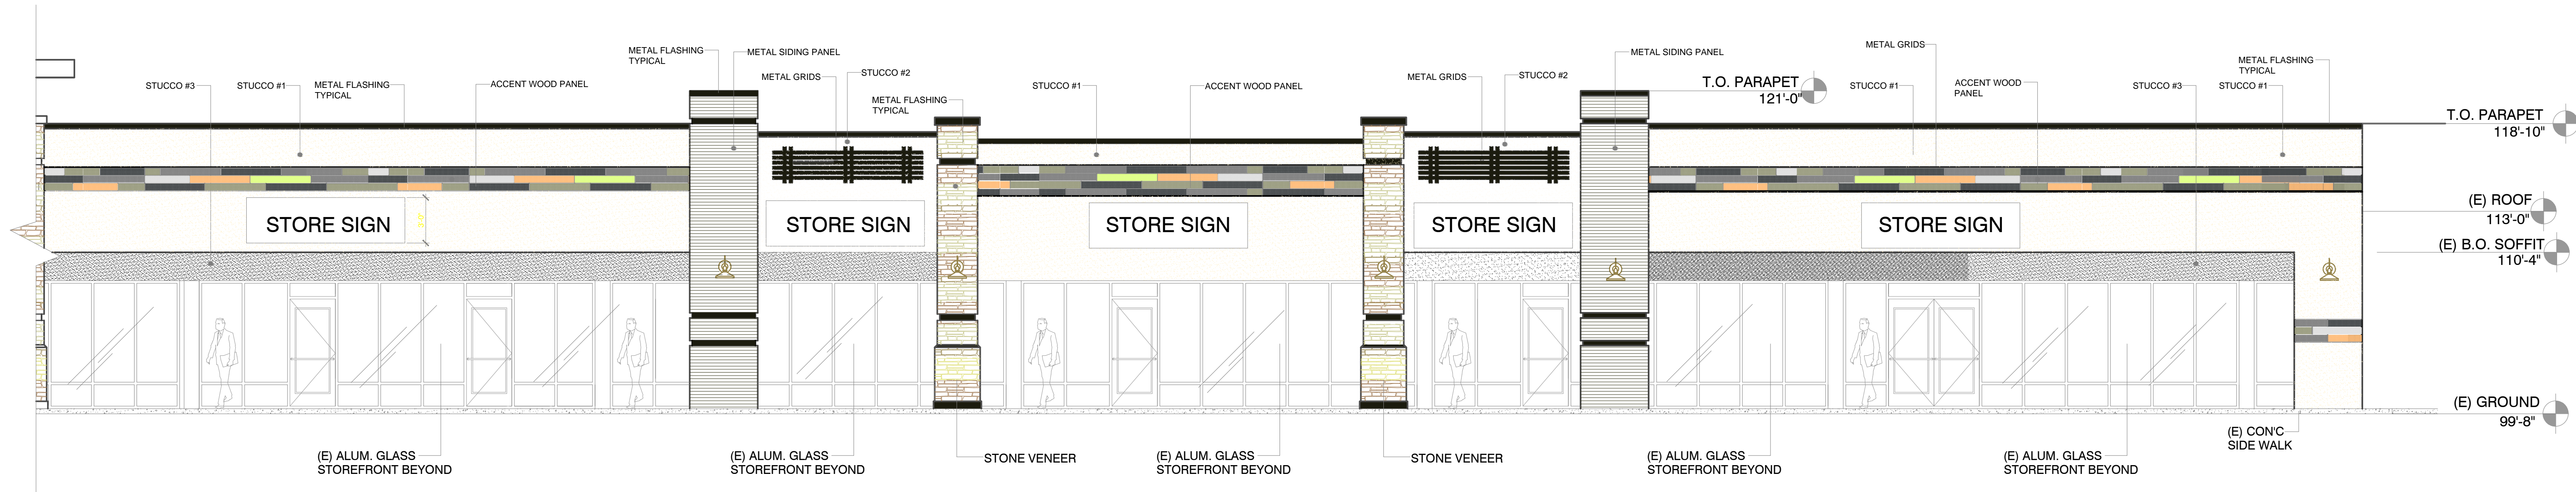 METAL FLASHING
TYPICAL
METAL SIDING PANEL
METAL SIDING PANEL
METAL GRIDS
STUCCO #3
STUCCO #1
METAL FLASHING
TYPICAL
ACCENT WOOD PANEL
METAL GRIDS
STUCCO #2
METAL FLASHING
TYPICAL
STUCCO #1
ACCENT WOOD PANEL
METAL GRIDS
STUCCO #2
T.O. PARAPET
121'-0"
STUCCO #1
ACCENT WOOD
PANEL
STUCCO #3
STUCCO #1
METAL FLASHING
TYPICAL
T.O. PARAPET
118'-10"
STORE SIGN
STORE SIGN
STORE SIGN
STORE SIGN
STORE SIGN
(E) ROOF
113'-0"
(E) B.O. SOFFIT
110'-4"
(E) GROUND
99'-8"
(E) CON'C
SIDE WALK
(E) ALUM. GLASS
STOREFRONT BEYOND
(E) ALUM. GLASS
STOREFRONT BEYOND
STONE VENEER
(E) ALUM. GLASS
STOREFRONT BEYOND
STONE VENEER
(E) ALUM. GLASS
STOREFRONT BEYOND
(E) ALUM. GLASS
STOREFRONT BEYOND